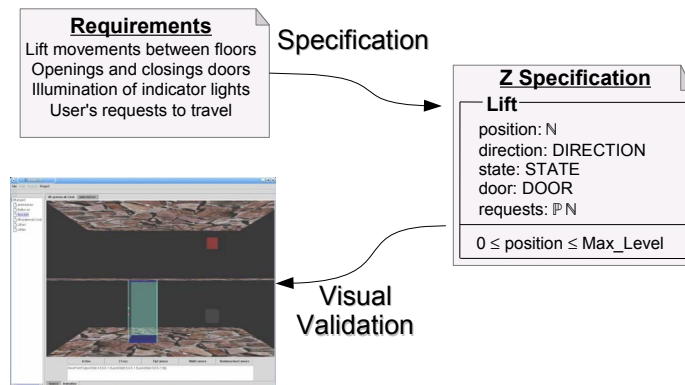 Requirements
Lift movements between floors
Openings and closings doors
Illumination of indicator lights
User's requests to travel
Specification
Z Specification
Lift
position: ℕ
direction: DIRECTION
state: STATE
door: DOOR
requests: ℙ ℕ
0 ≤ position ≤ Max_Level
Visual
Validation